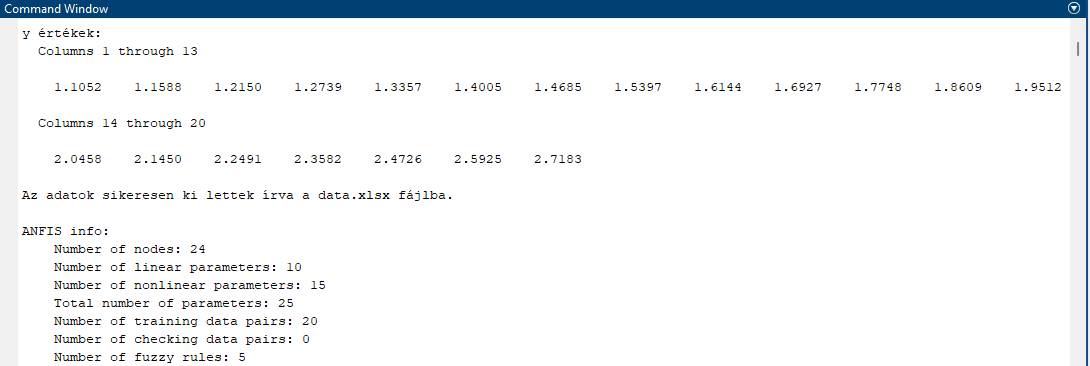 Command Window
y értékek:
Columns 1 through 13
1.1052 1.1588 1.2150 1.2739 1.3357 1.4005 1.4685 1.5397 1.6144 1.6927 1.7748 1.8609 1.9512
Columns 14 through 20
2.0458 2.1450 2.2491 2.3582 2.4726 2.5925 2.7183
Az adatok sikeresen ki lettek írva a data.xlsx fájlba.
ANFIS info:
Number of nodes: 24
Number of linear parameters: 10
Number of nonlinear parameters: 15
Total number of parameters: 25
Number of training data pairs: 20
Number of checking data pairs: 0
Number of fuzzy rules: 5